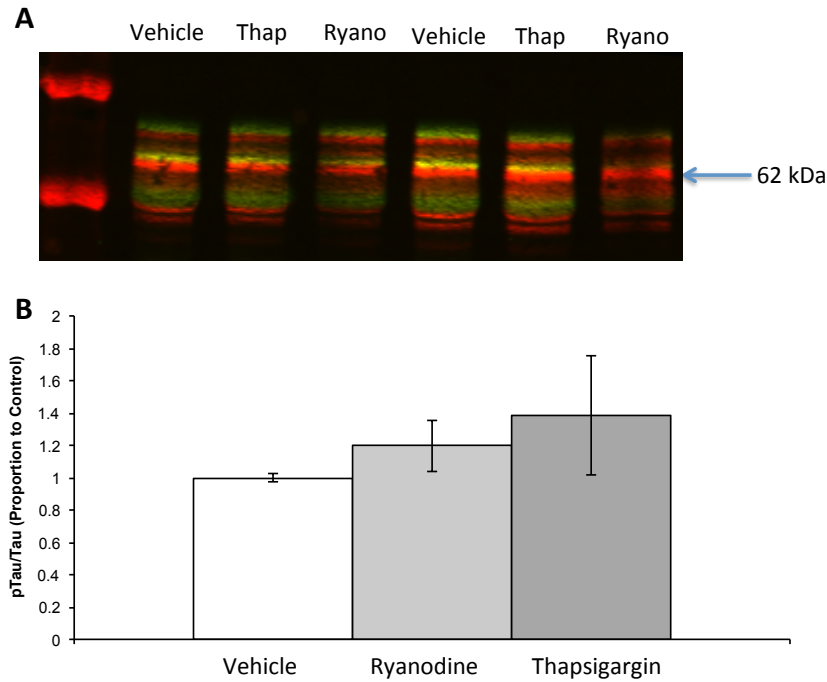 A
Vehicle Thap Ryano Vehicle Thap Ryano
62 kDa
B
pTau/Tau (Proportion to Control)
2
1.8
1.6
1.4
1.2
1
0.8
0.6
0.4
0.2
0
Vehicle Ryanodine Thapsigargin